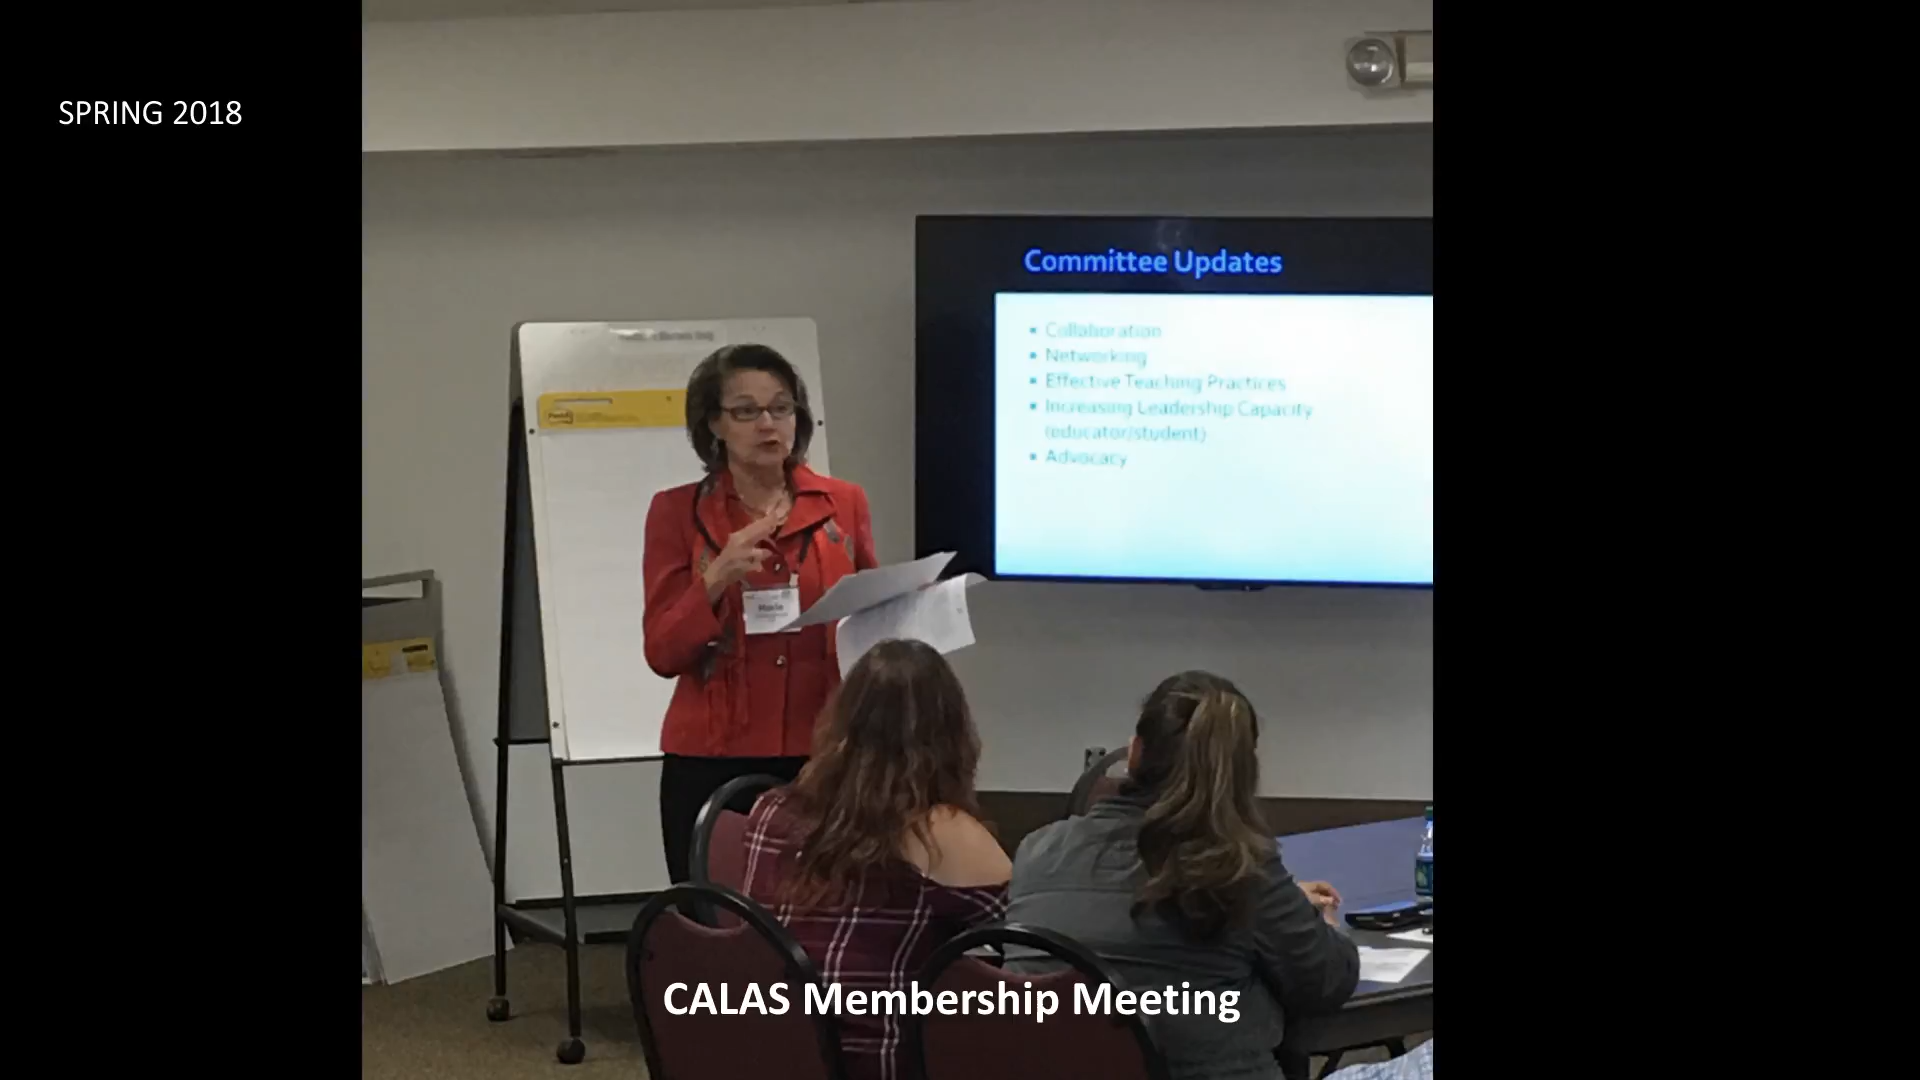 SPRING 2018
Committee Updates
▪ Collaboration
▪ Networking
▪ Effective Teaching Practices
▪ Increasing Leadership Capacity
(educator/student)
▪ Advocacy
CALAS Membership Meeting